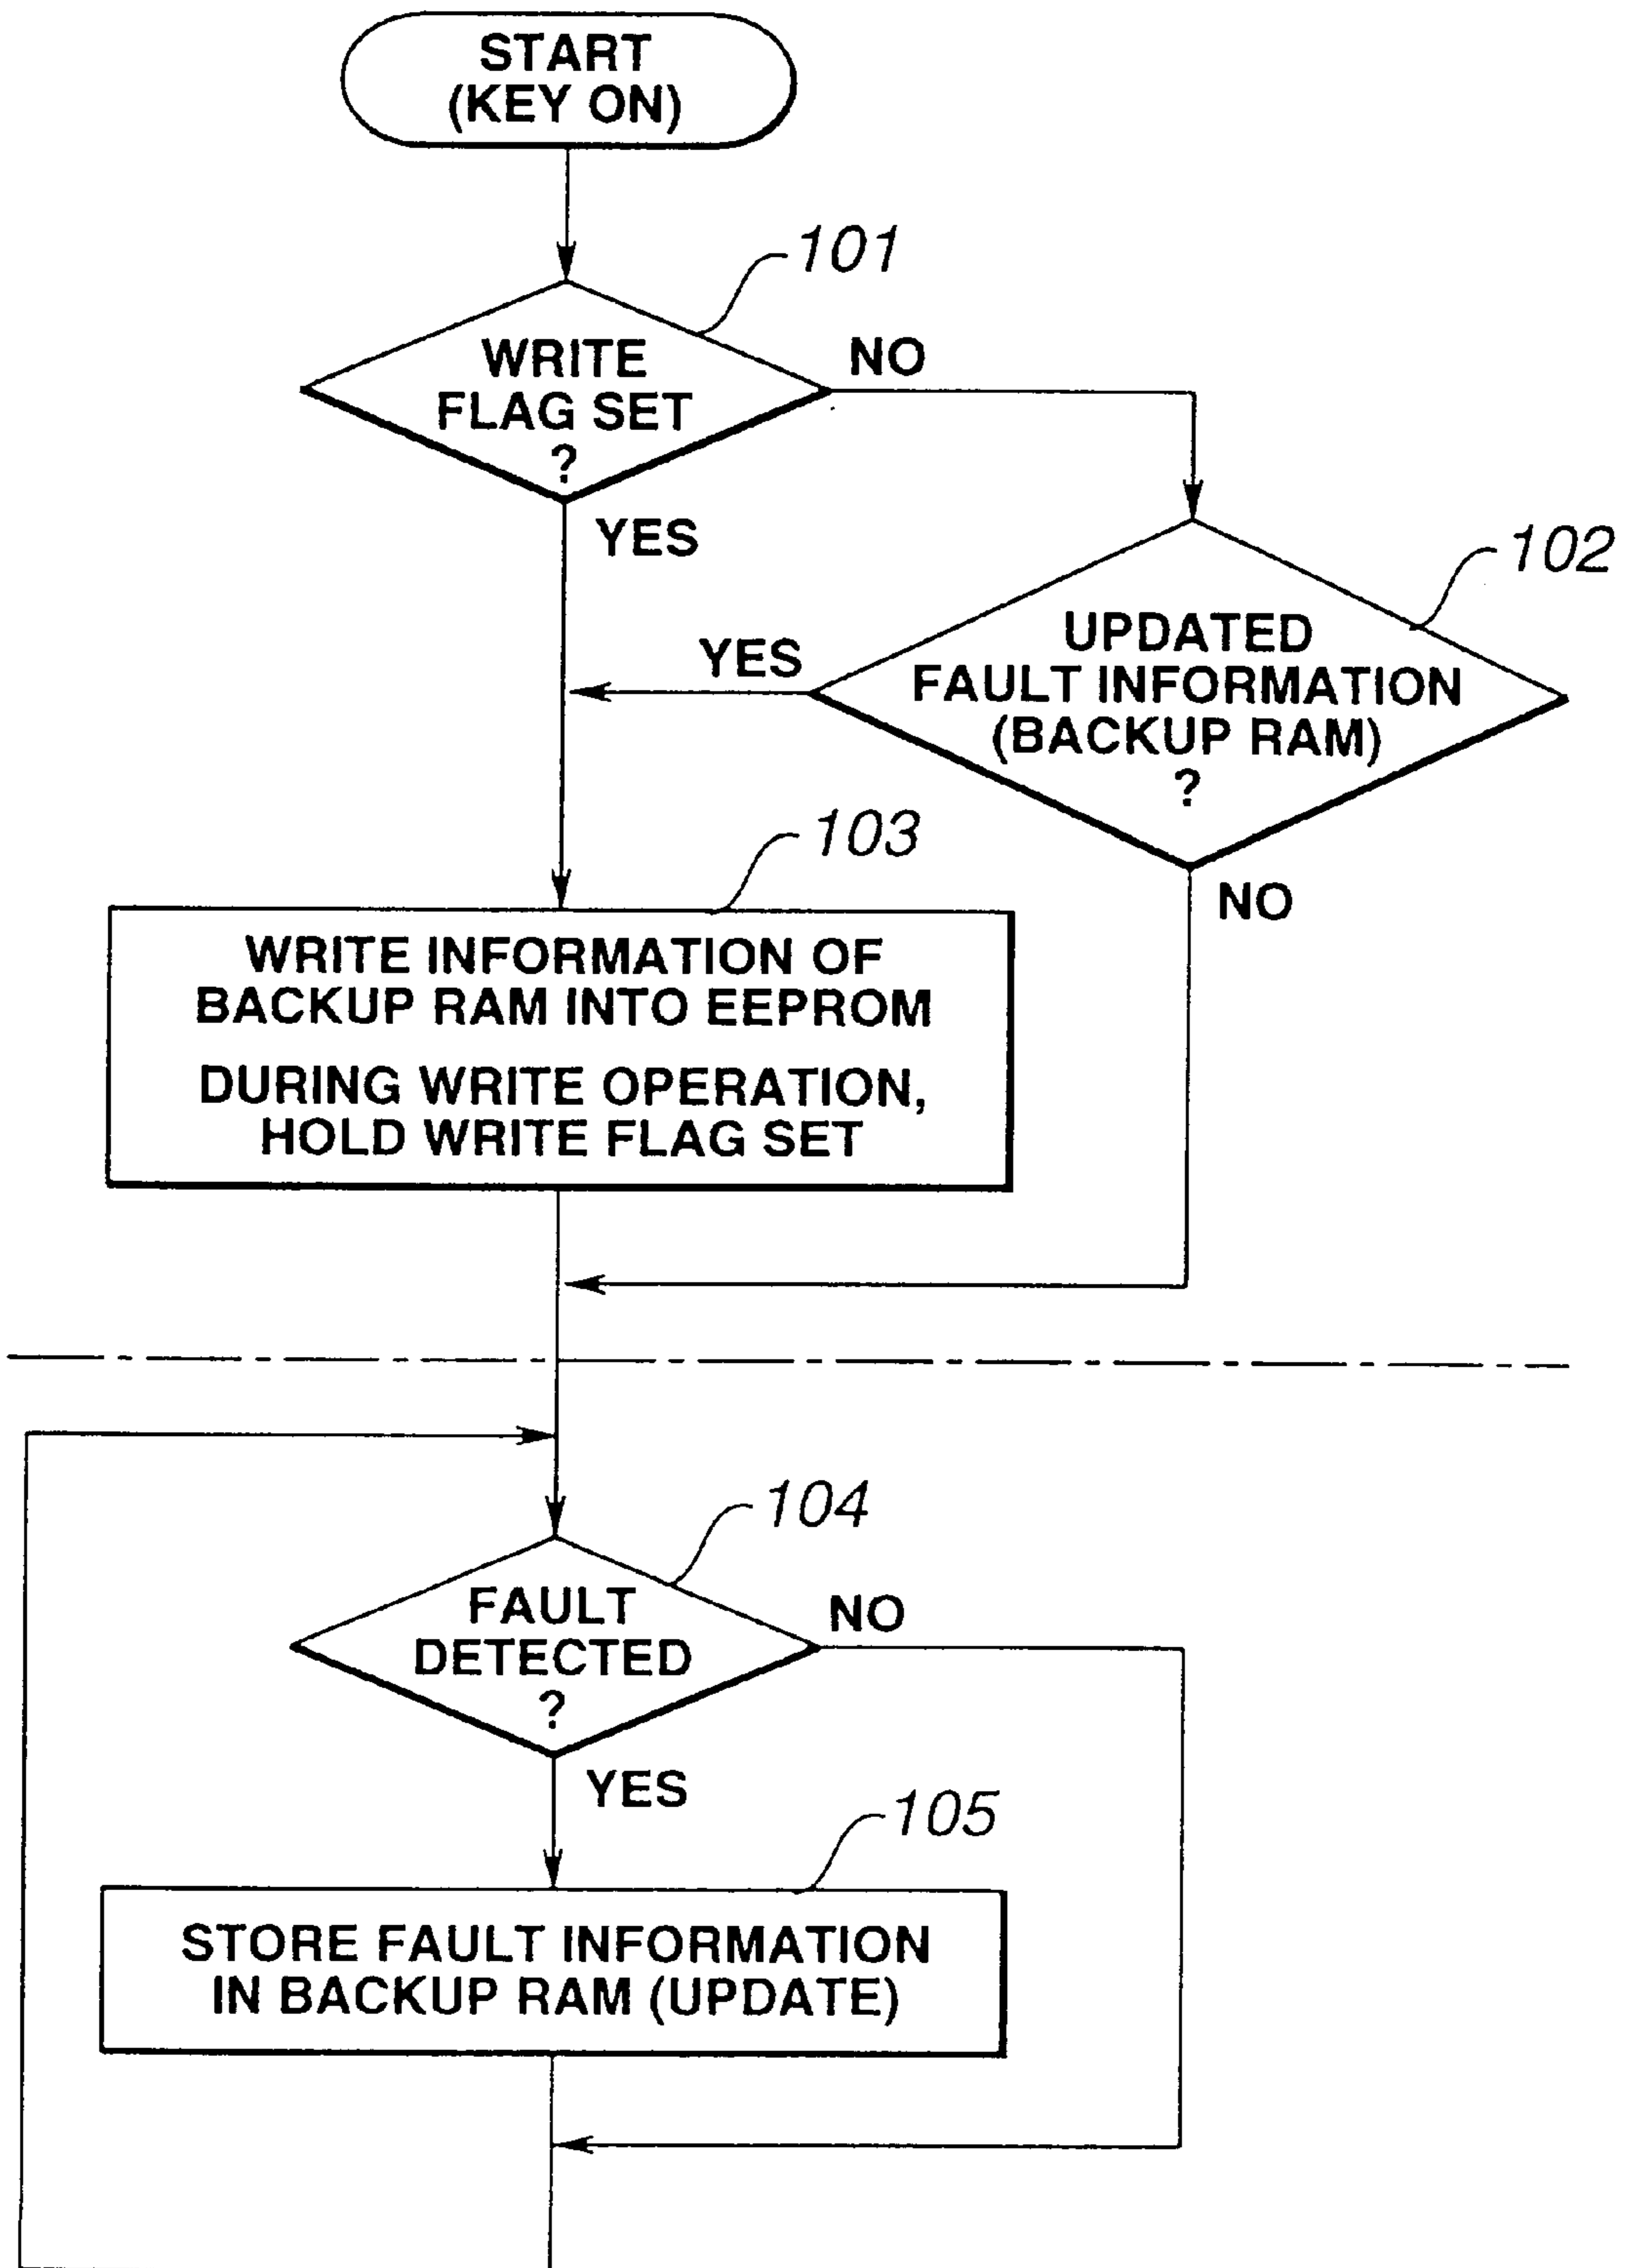 START
(KEY ON)
101
WRITE
FLAG SET
?
NO
YES
102
UPDATED
FAULT INFORMATION
(BACKUP RAM)
?
YES
NO
103
WRITE INFORMATION OF
BACKUP RAM INTO EEPROM
DURING WRITE OPERATION,
HOLD WRITE FLAG SET
104
FAULT
DETECTED
?
NO
YES
105
STORE FAULT INFORMATION
IN BACKUP RAM (UPDATE)